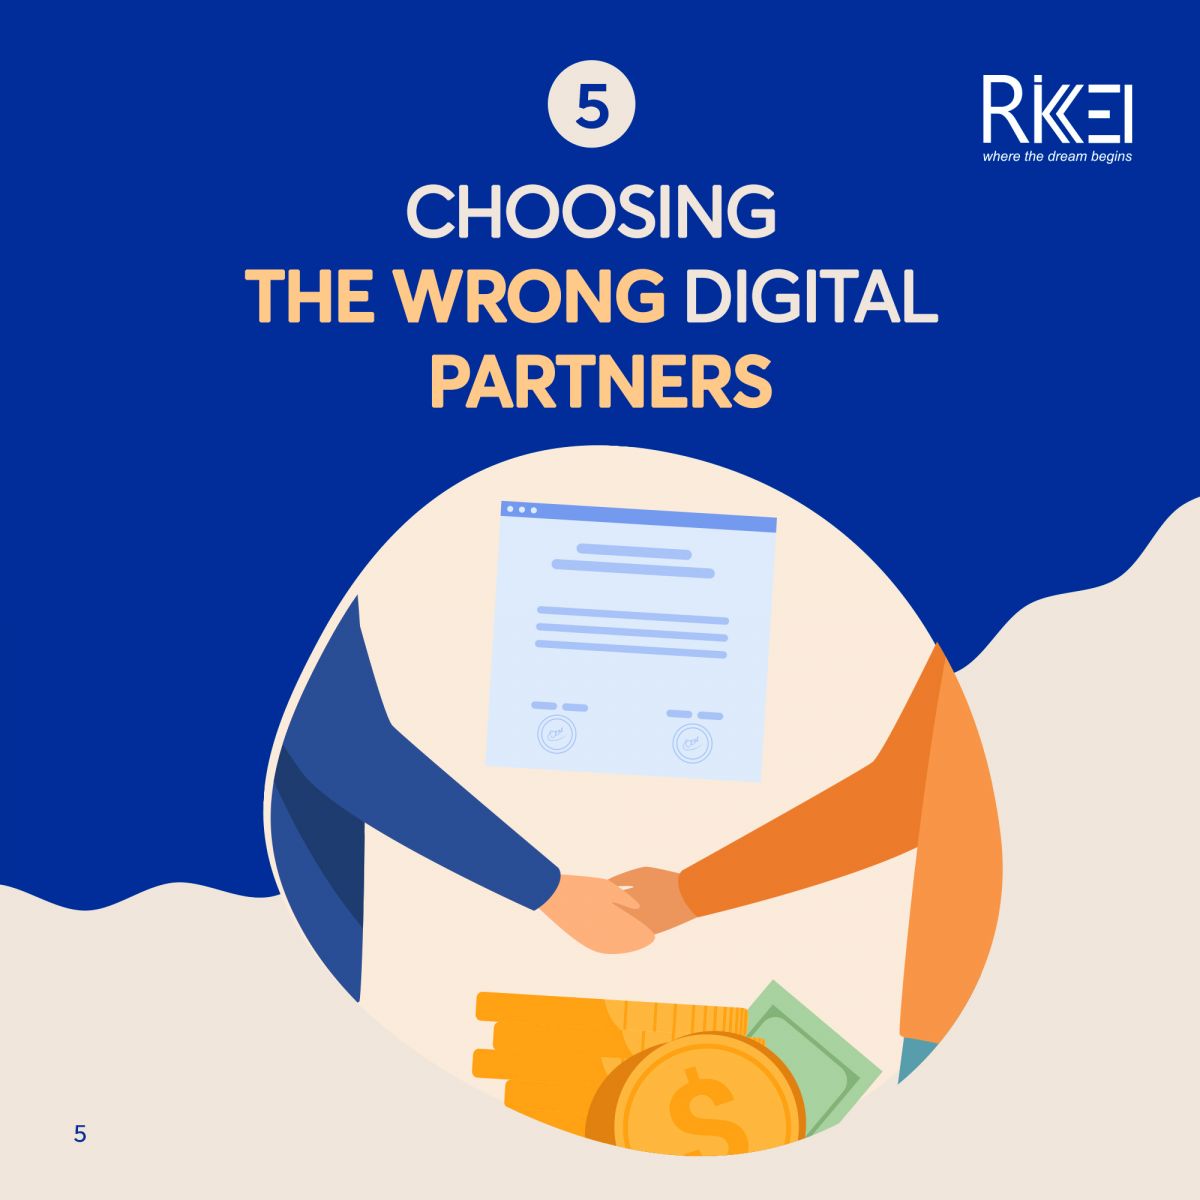 5
RIKKEI
where the dream begins
CHOOSING
THE WRONG DIGITAL
PARTNERS
5